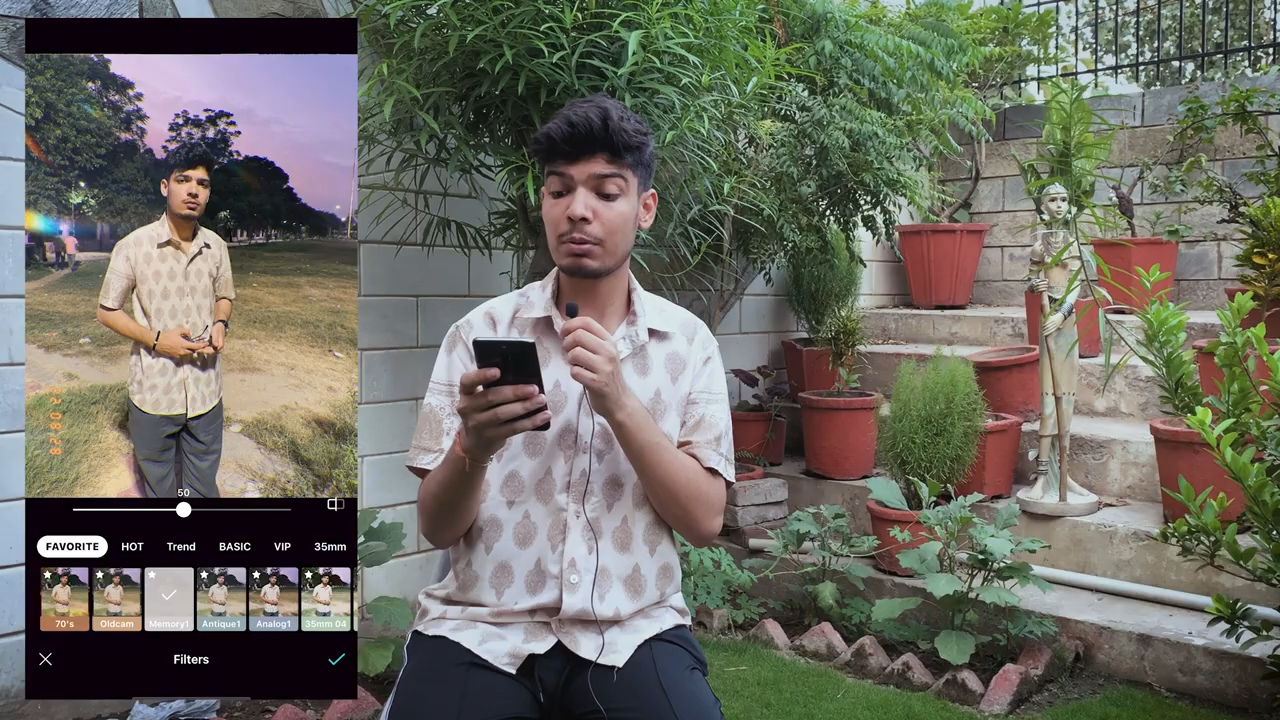 50
FAVORITE HOT Trend BASIC VIP 35mm
70's Oldcam Memory1 Antique1 Analog1 35mm 04
Filters